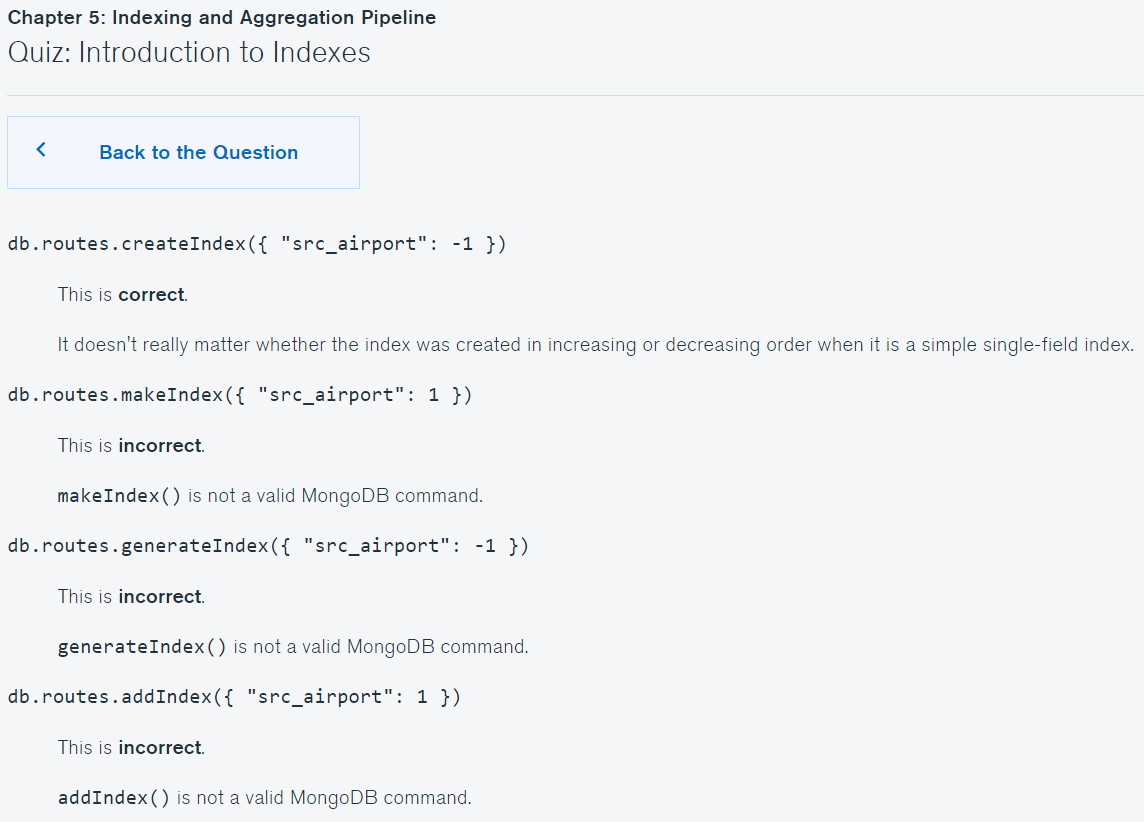 Chapter 5: Indexing and Aggregation Pipeline
Quiz: Introduction to Indexes
Back to the Question
db.routes.createIndex({ "src_airport": -1 })
This is correct.
It doesn't really matter whether the index was created in increasing or decreasing order when it is a simple single-field index.
db.routes.makeIndex({ "src_airport": 1 })
This is incorrect.
makeIndex() is not a valid MongoDB command.
db.routes.generateIndex({ "src_airport": -1 })
This is incorrect.
generateIndex() is not a valid MongoDB command.
db.routes.addIndex({ "src_airport": 1 })
This is incorrect.
addIndex() is not a valid MongoDB command.